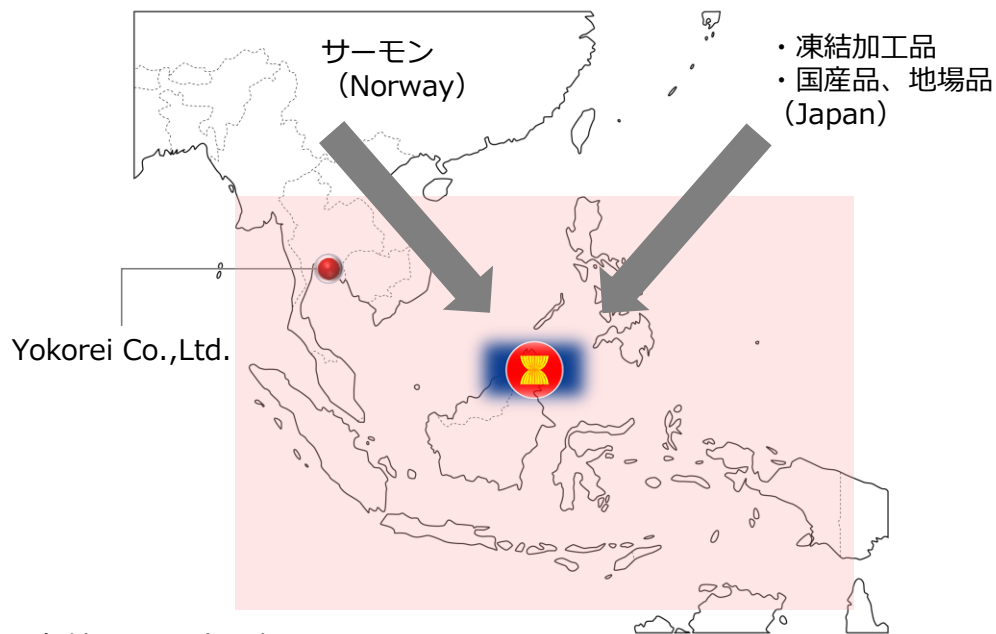 サーモン
（Norway）
・凍結加工品
・国産品、地場品
（Japan）
Yokorei Co.,Ltd.